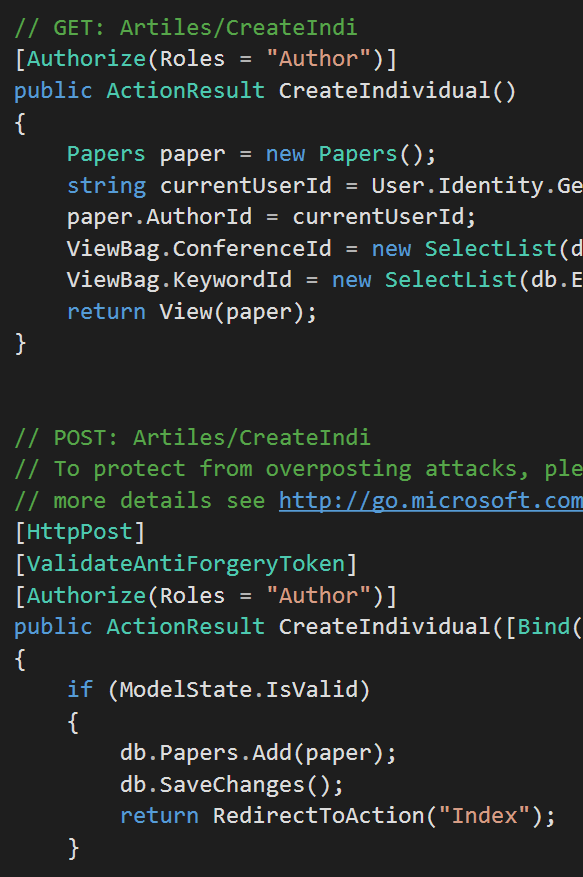 // GET: Artiles/CreateIndi
[Authorize(Roles = "Author")]
public ActionResult CreateIndividual()
{
    Papers paper = new Papers();
    string currentUserId = User.Identity.Ge
    paper.AuthorId = currentUserId;
    ViewBag.ConferenceId = new SelectList(d
    ViewBag.KeywordId = new SelectList(db.E
    return View(paper);
}
// POST: Artiles/CreateIndi
// To protect from overposting attacks, ple
// more details see http://go.microsoft.com
[HttpPost]
[ValidateAntiForgeryToken]
[Authorize(Roles = "Author")]
public ActionResult CreateIndividual([Bind(
{
    if (ModelState.IsValid)
    {
        db.Papers.Add(paper);
        db.SaveChanges();
        return RedirectToAction("Index");
    }